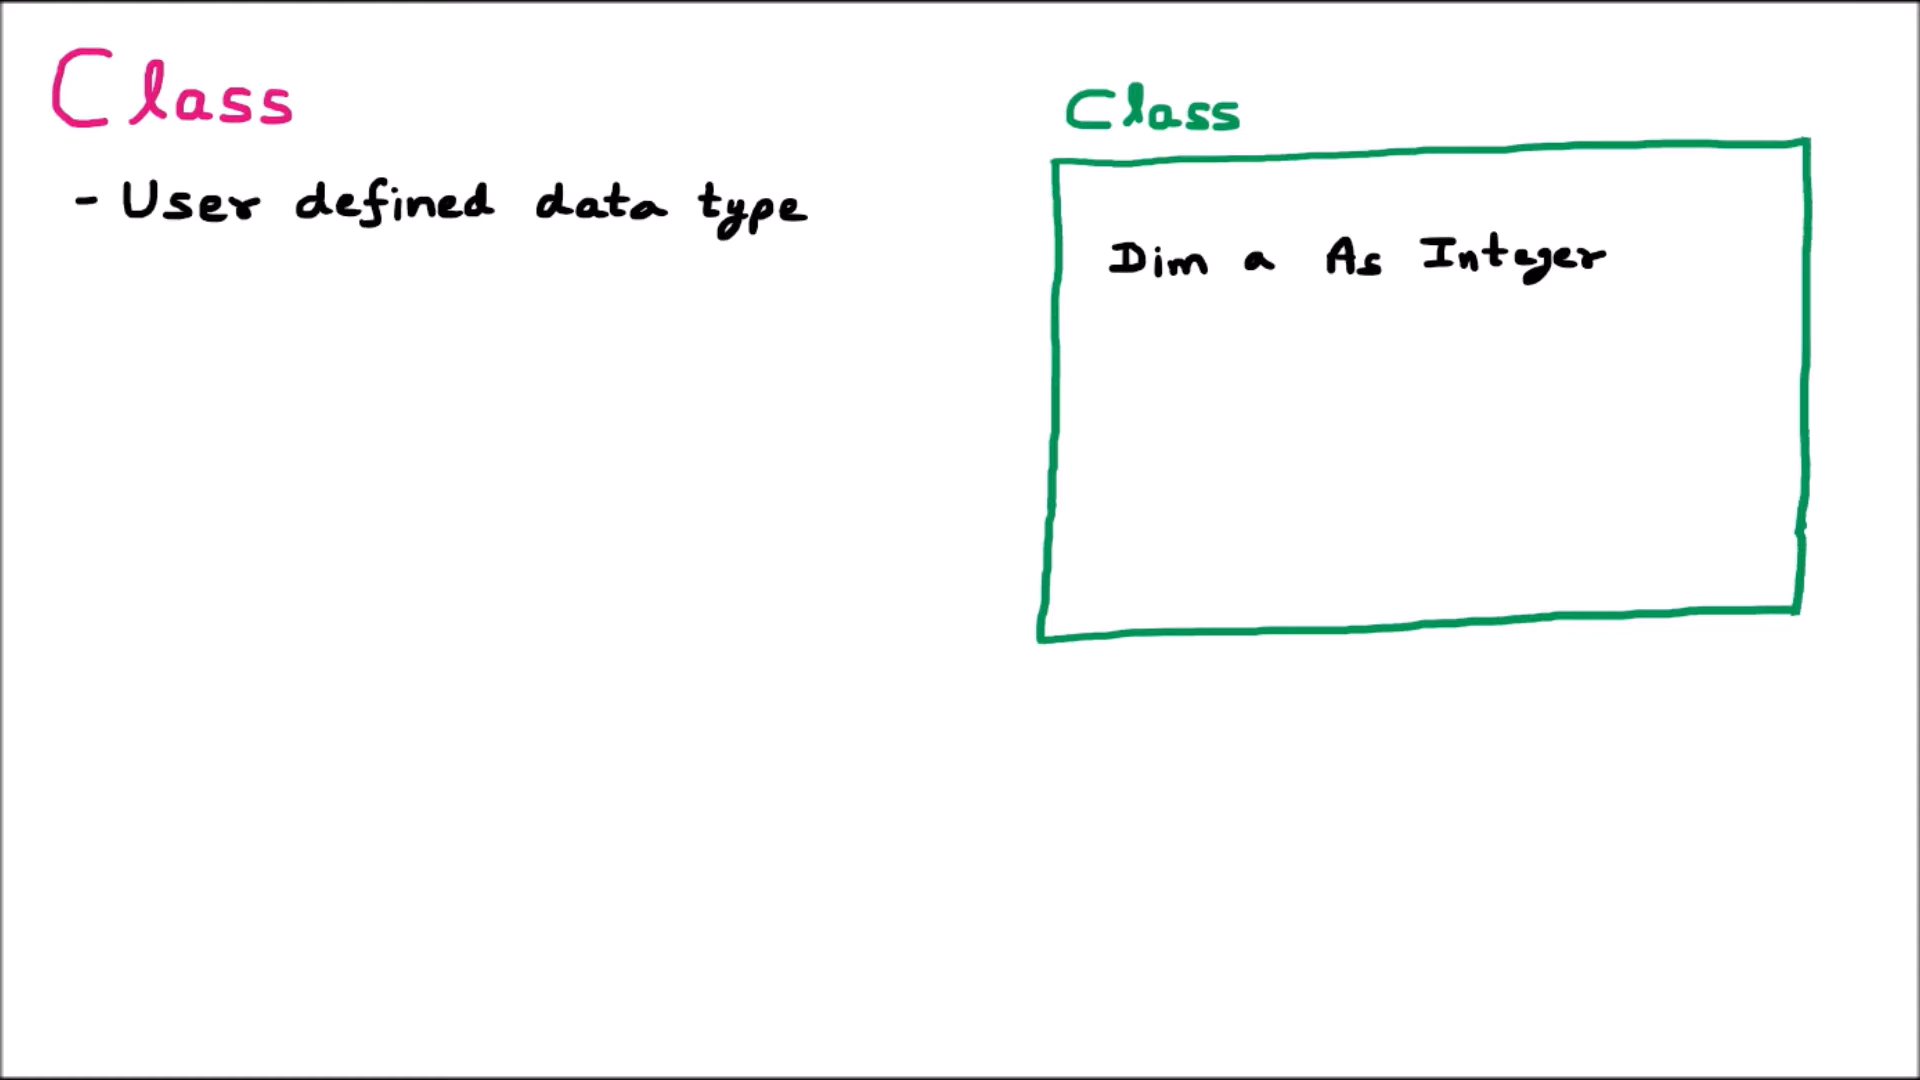 Class
- User defined data type
Class
Dim a As Integer